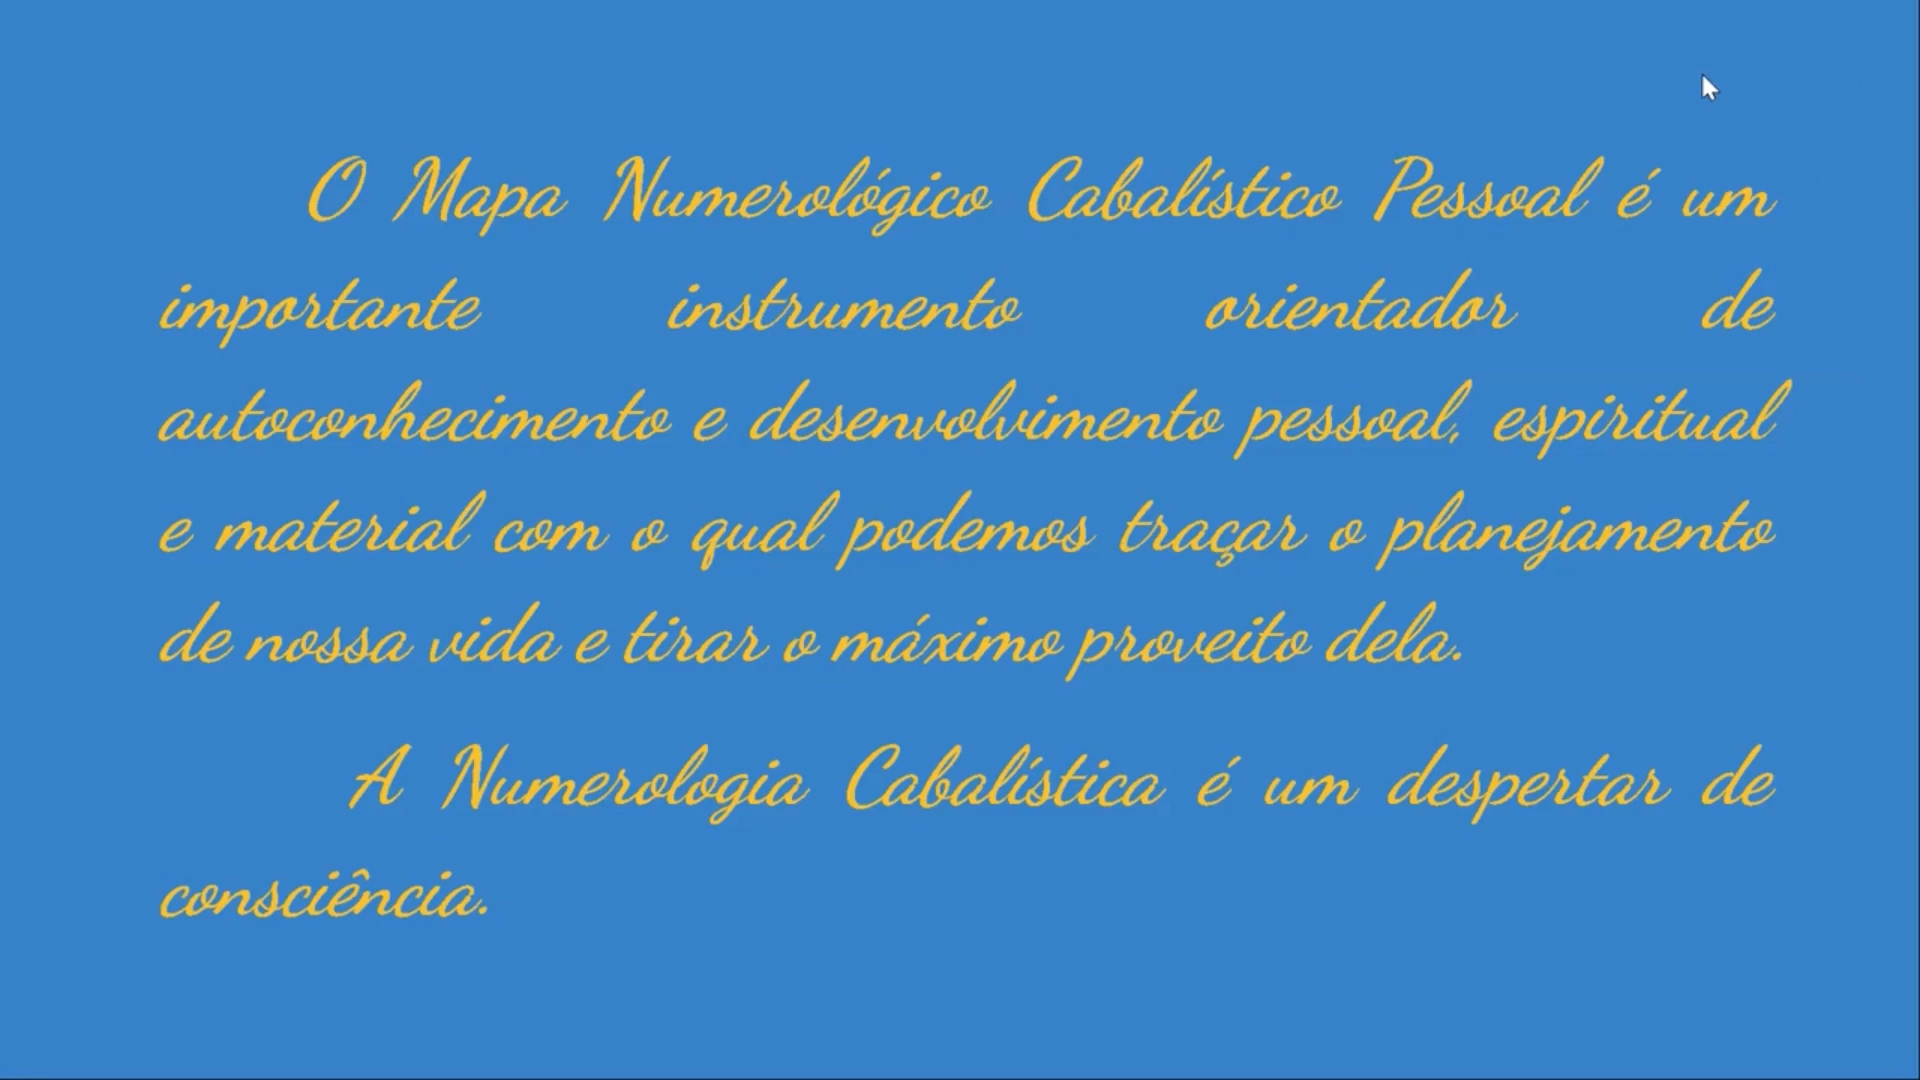 O Mapa Numerológico Cabalístico Pessoal é um
importante instrumento orientador de
autoconhecimento e desenvolvimento pessoal, espiritual
e material com o qual podemos traçar o planejamento
de nossa vida e tirar o máximo proveito dela.
A Numerologia Cabalística é um despertar de
consciência.